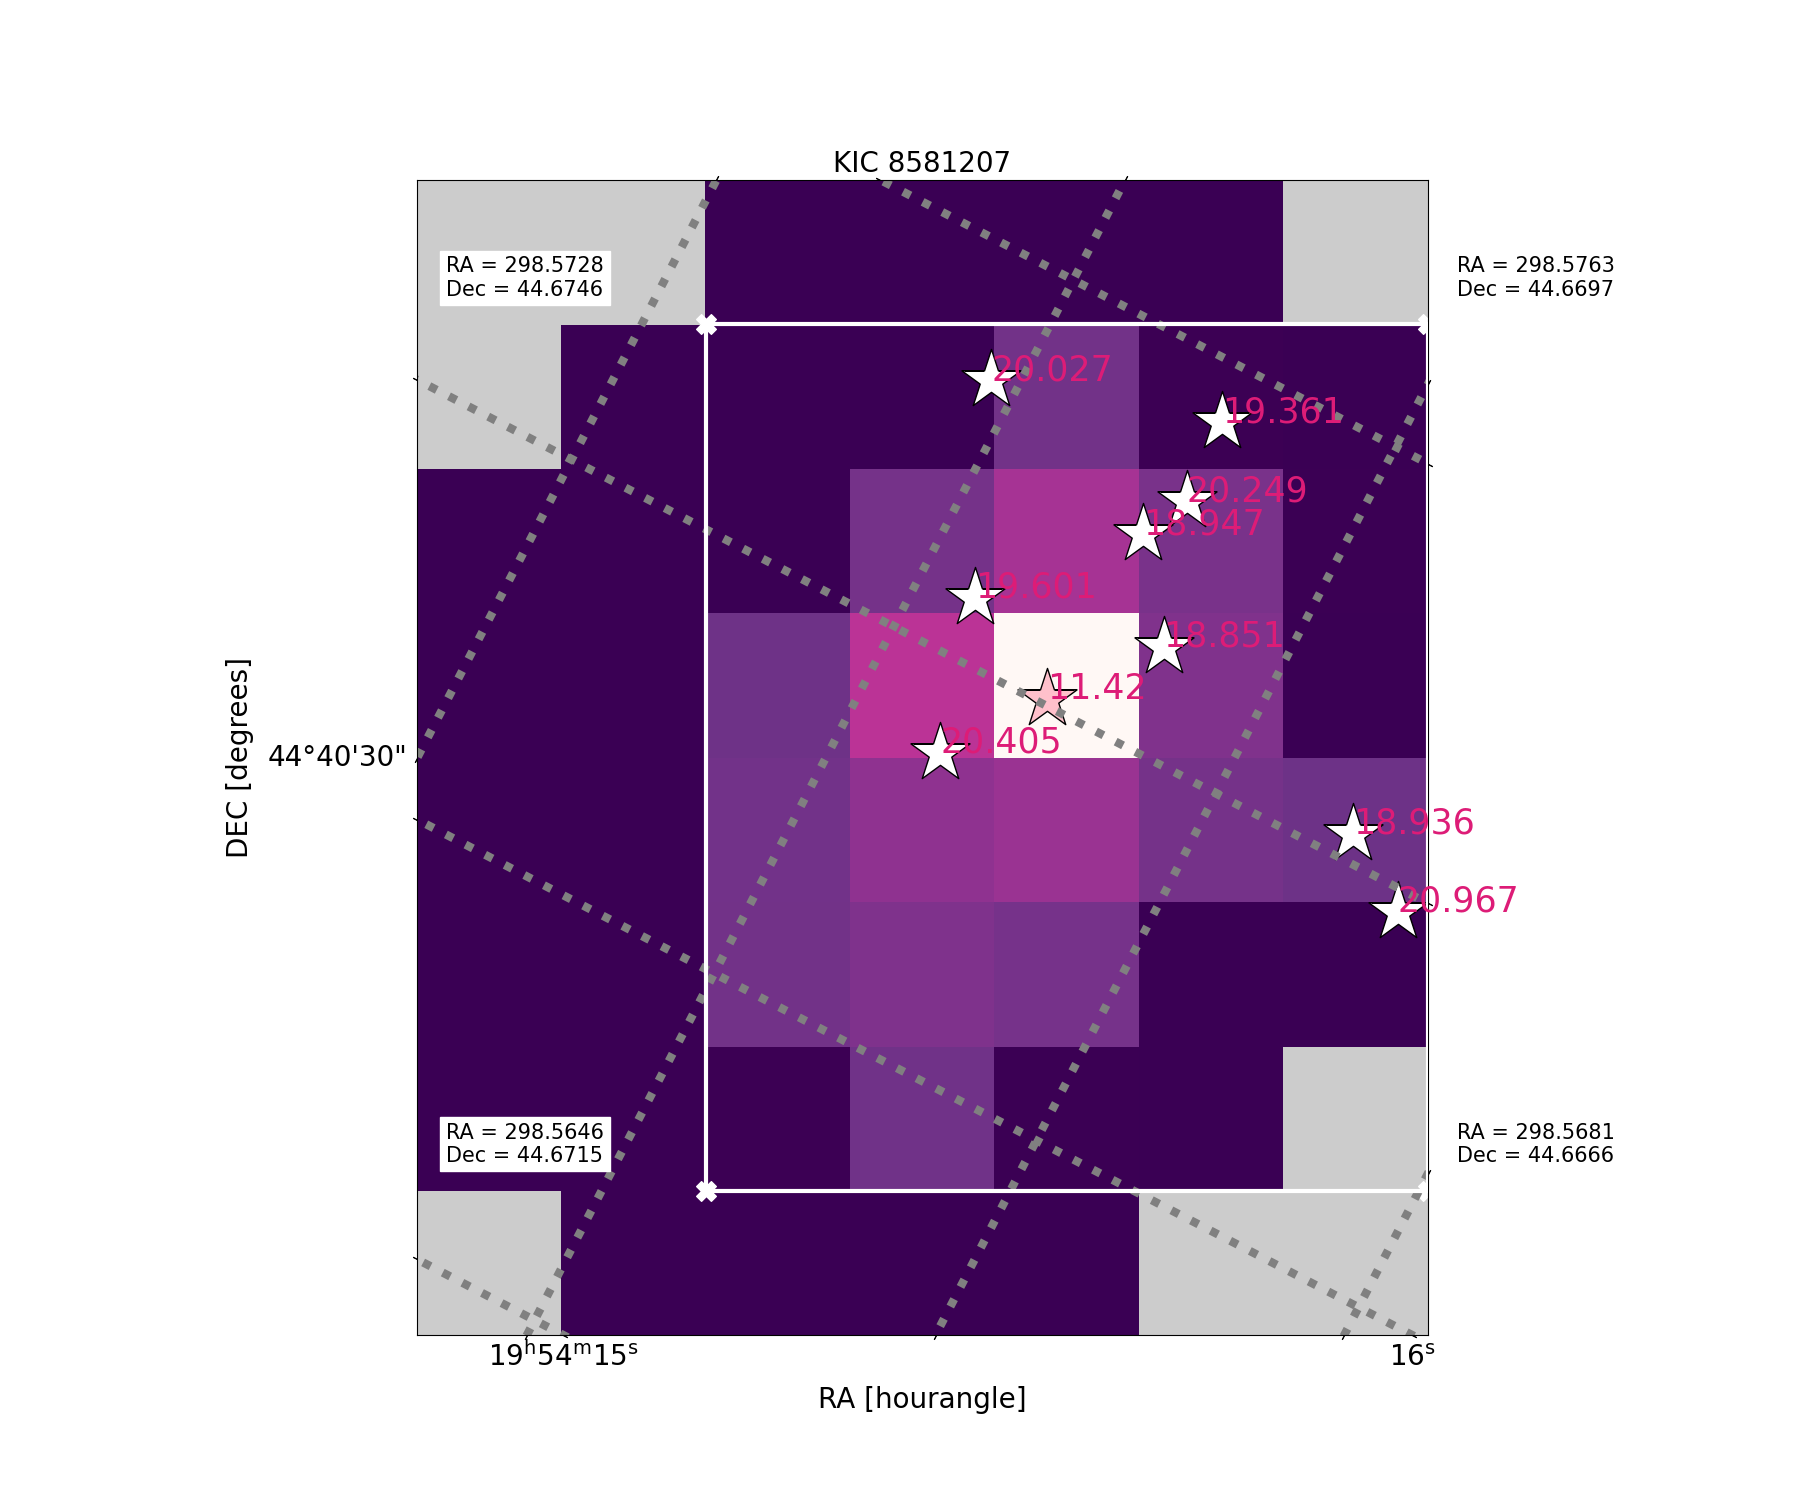 KIC 8581207
RA = 298.5728
Dec = 44.6746
RA = 298.5763
Dec = 44.6697
20.027
19.361
20.249
18.947
19.601
18.851
11.42
20.405
44°40'30"
18.936
20.967
DEC [degrees]
RA = 298.5646
Dec = 44.6715
RA = 298.5681
Dec = 44.6666
19h54m15s
16s
RA [hourangle]